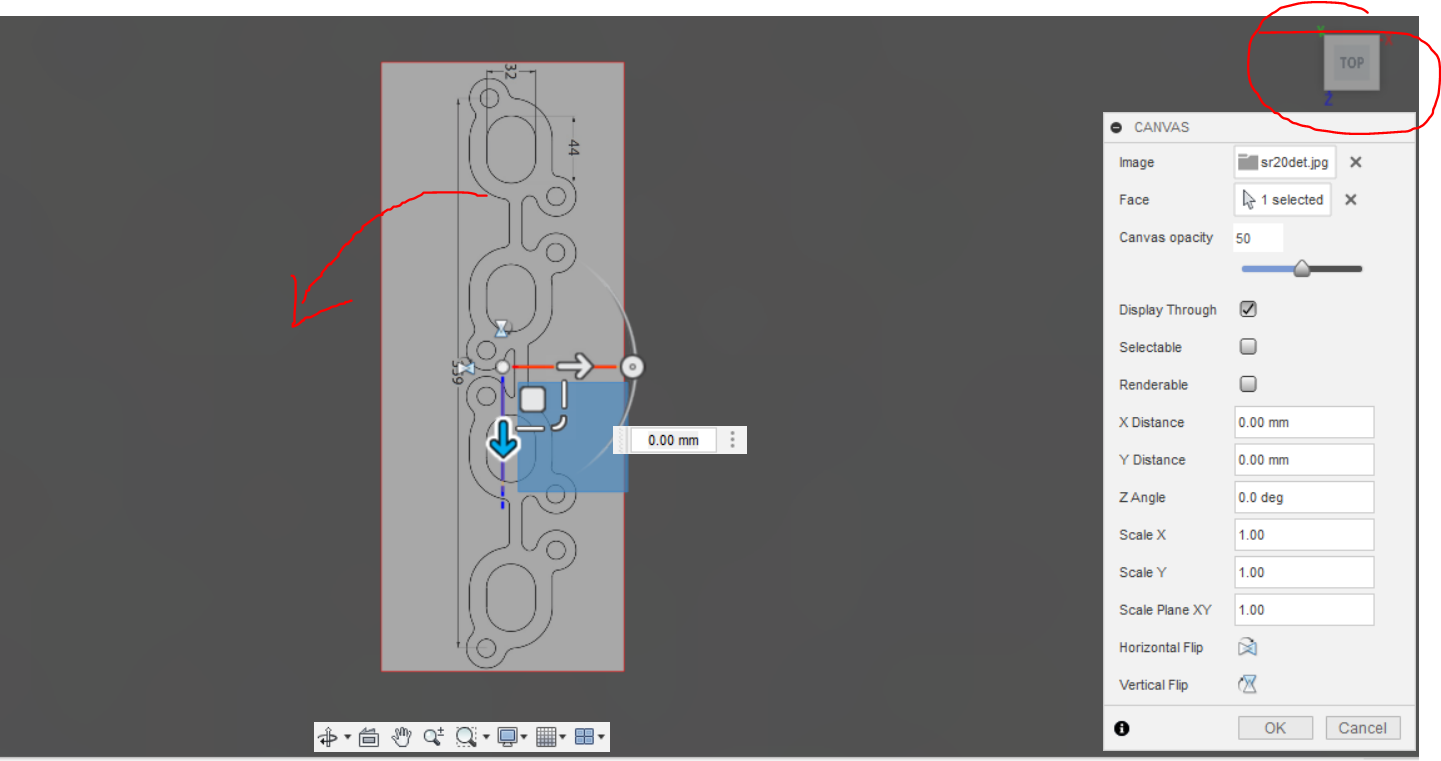 32
TOP
Z
CANVAS
44
Image sr20det.jpg
Face 1 selected
Canvas opacity 50
Display Through
Selectable
Renderable
X Distance 0.00 mm
0.00 mm
Y Distance 0.00 mm
Z Angle 0.0 deg
Scale X 1.00
Scale Y 1.00
Scale Plane XY 1.00
Horizontal Flip
Vertical Flip
OK Cancel